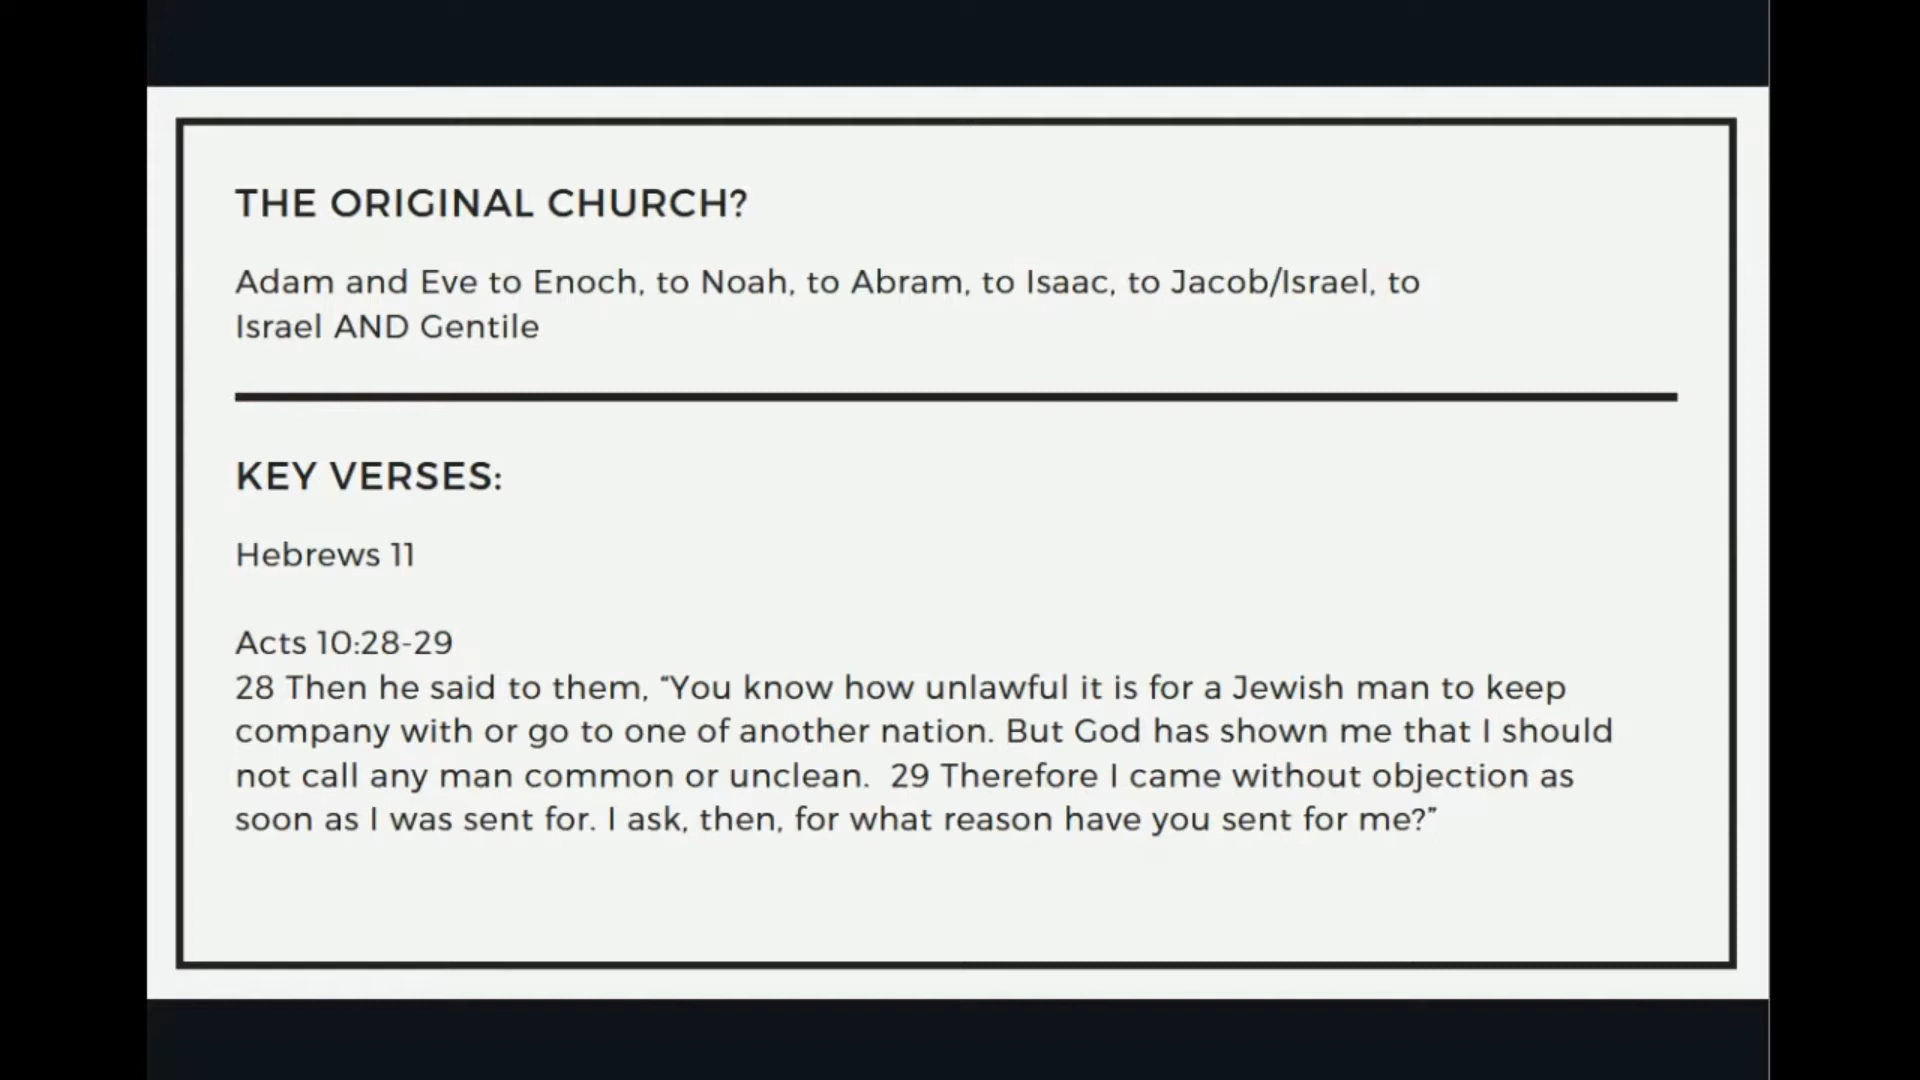 THE ORIGINAL CHURCH?
Adam and Eve to Enoch, to Noah, to Abram, to Isaac, to Jacob/Israel, to
Israel AND Gentile
KEY VERSES:
Hebrews 11
Acts 10:28-29
28 Then he said to them, “You know how unlawful it is for a Jewish man to keep
company with or go to one of another nation. But God has shown me that I should
not call any man common or unclean.  29 Therefore I came without objection as
soon as I was sent for. I ask, then, for what reason have you sent for me?”